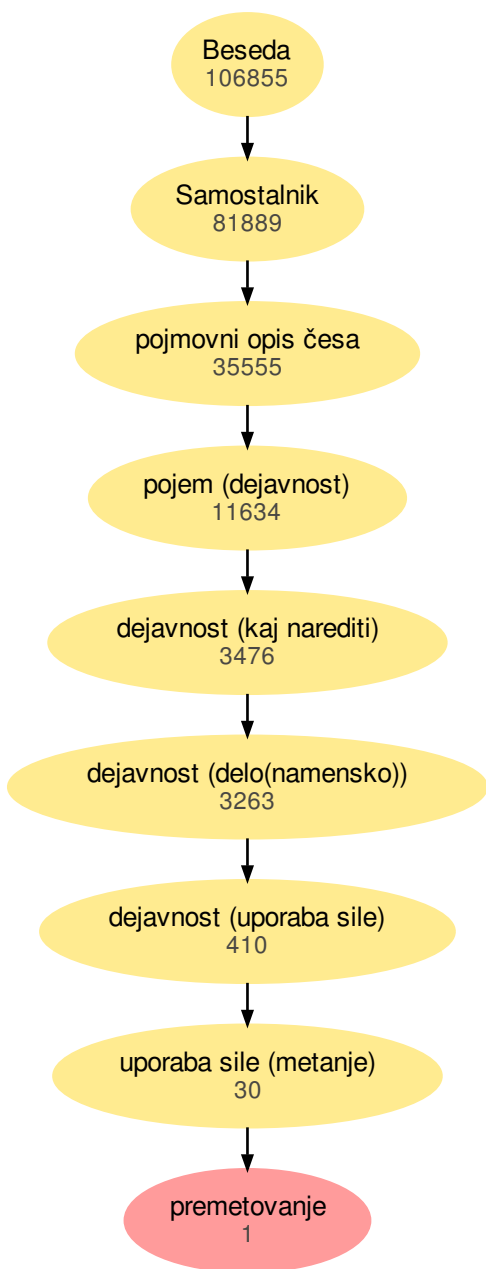 Beseda
106855
Samostalnik
81889
pojmovni opis česa
35555
pojem (dejavnost)
11634
dejavnost (kaj narediti)
3476
dejavnost (delo(namensko))
3263
dejavnost (uporaba sile)
410
uporaba sile (metanje)
30
premetovanje
1